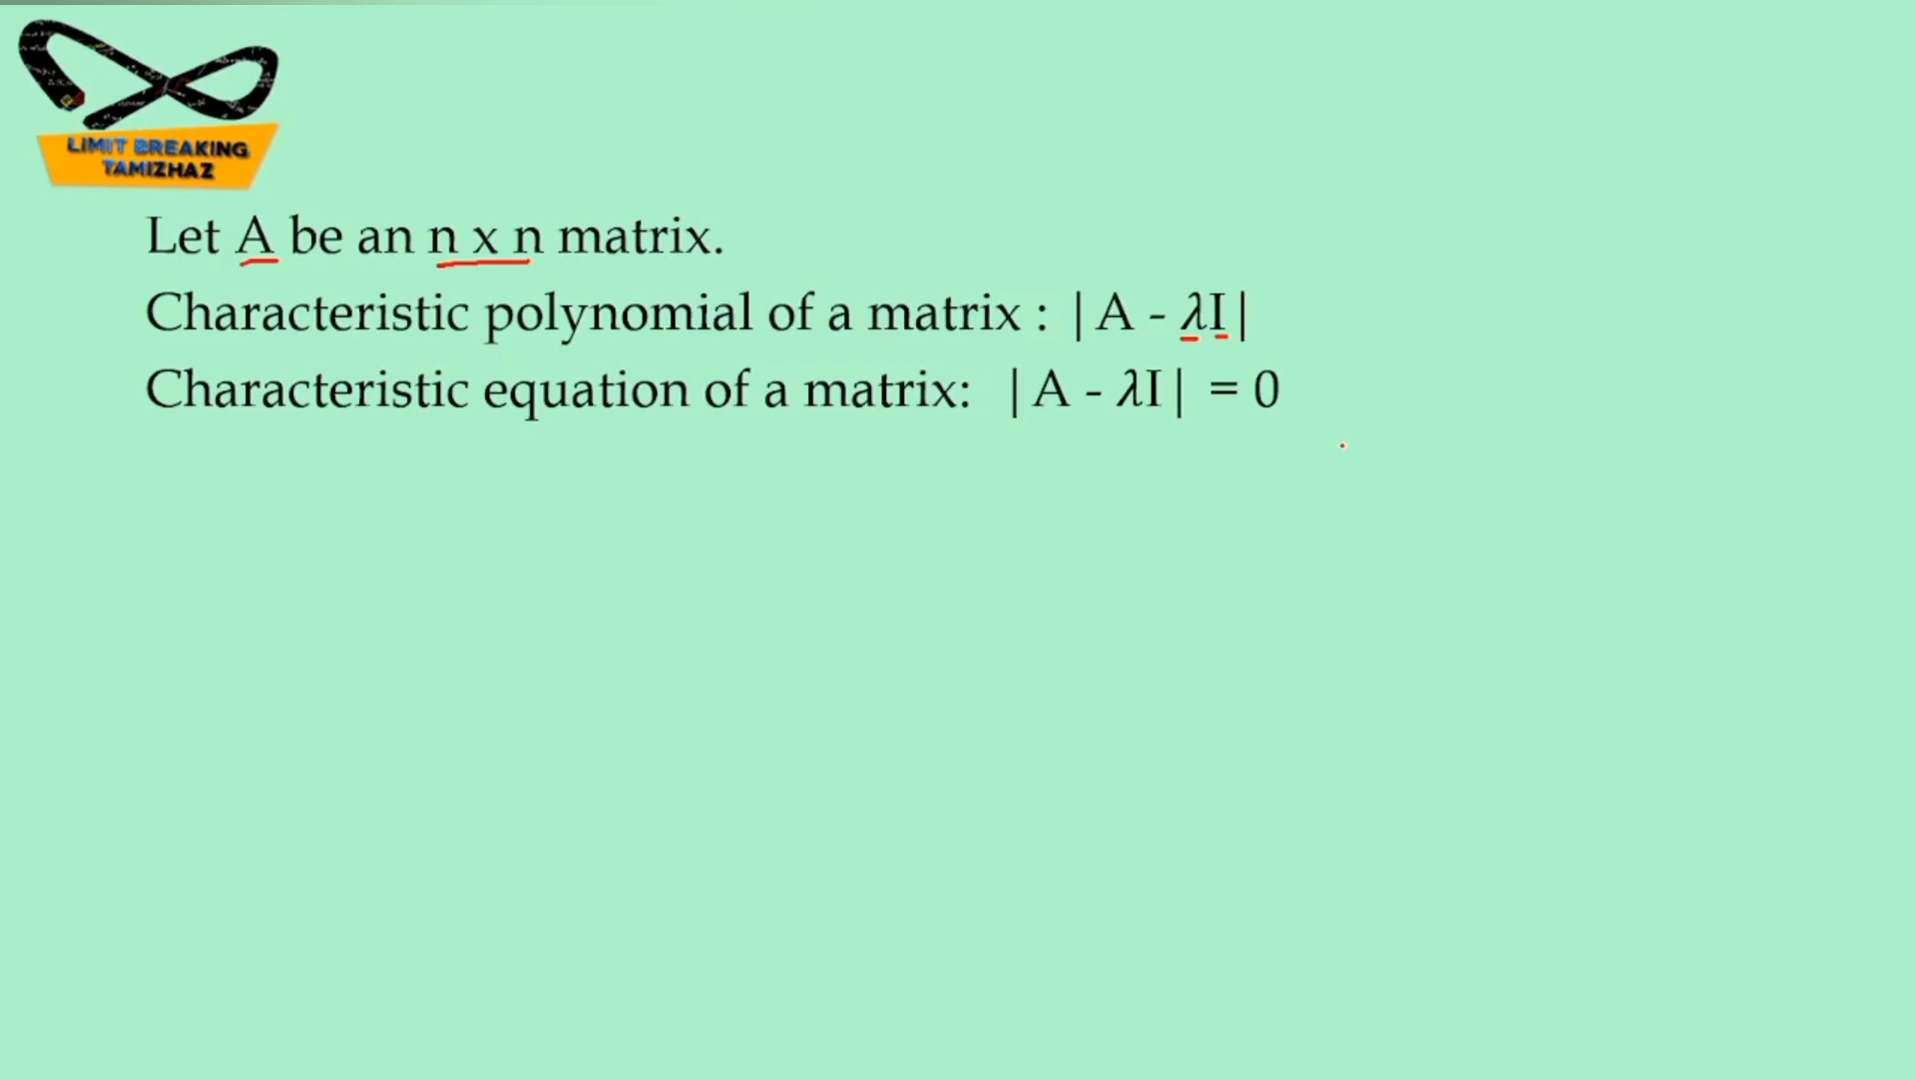 LIMIT BREAKING
TAMIZHAZ
Let A be an n x n matrix.
Characteristic polynomial of a matrix : |A - λI|
Characteristic equation of a matrix: |A - λI| = 0